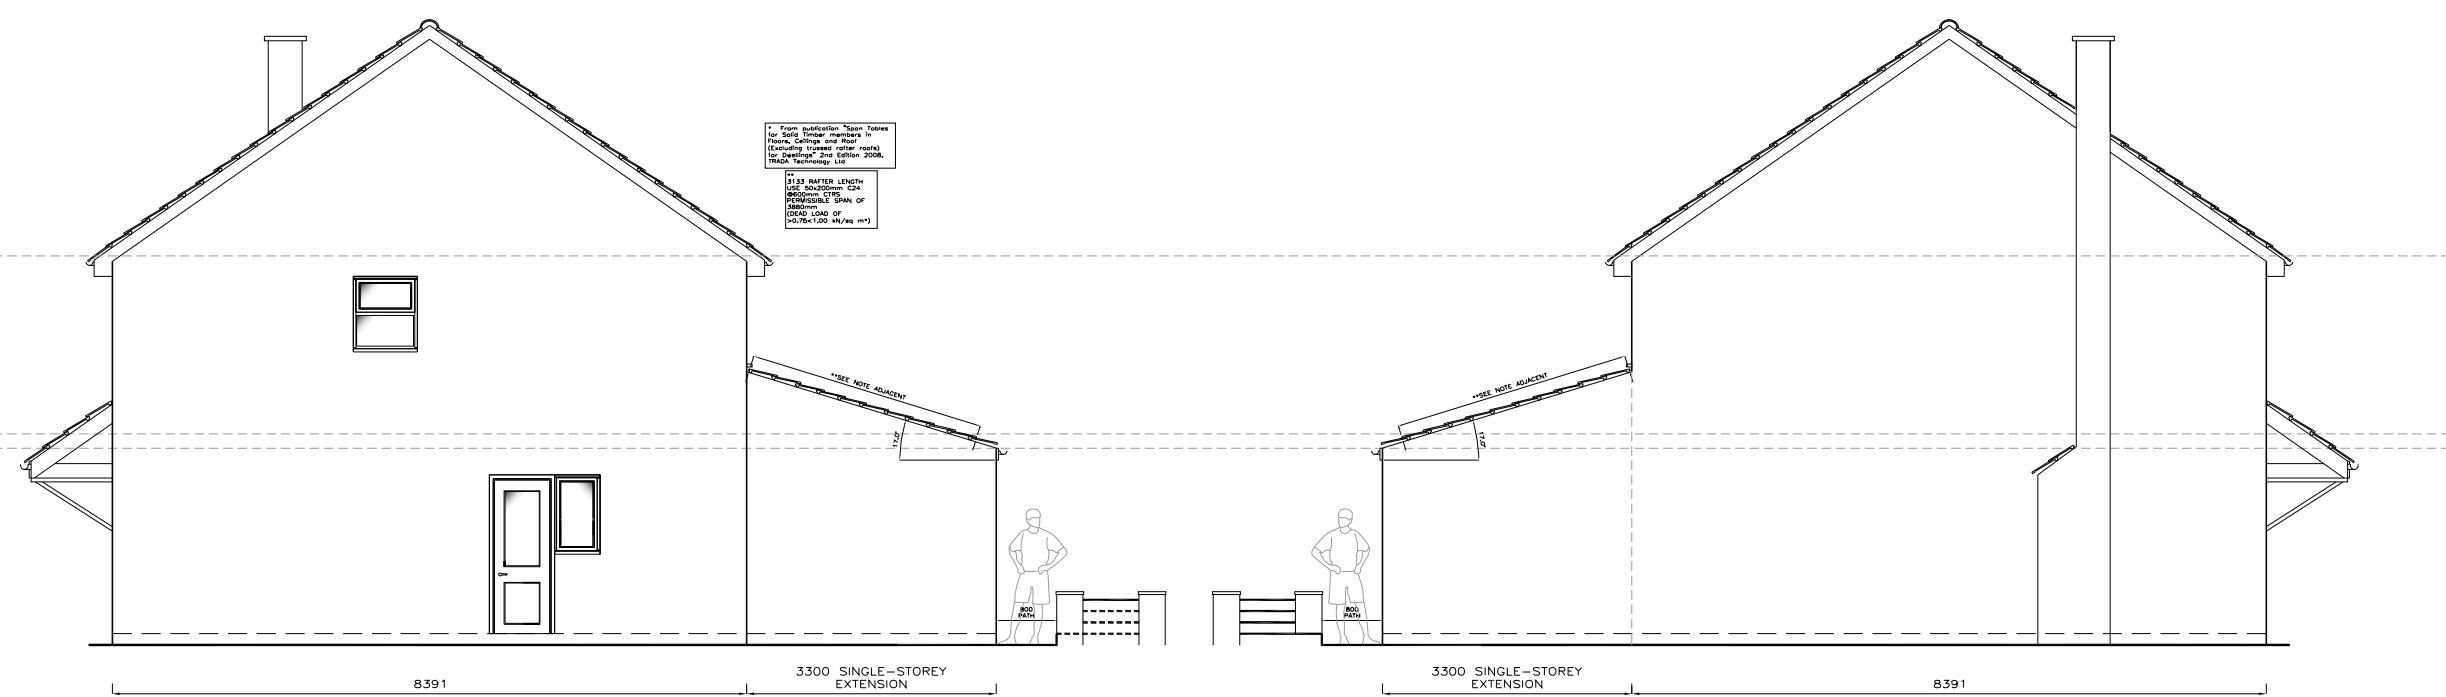 * From publication "Span Tables
for Solid Timber members in
Floors, Ceilings and Roof
(Excluding trussed rafter roofs)
for Dwellings" 2nd Edition 2008,
TRADA Technology Ltd
**
3133 RAFTER LENGTH
USE 50x200mm C24
@600mm CTRS
PERMISSIBLE SPAN OF
3880mm
(DEAD LOAD OF
>0.75<1.00 kN/sq m*)
**SEE NOTE ADJACENT
17.0°
**SEE NOTE ADJACENT
17.0°
800
PATH
800
PATH
3300 SINGLE-STOREY
EXTENSION
3300 SINGLE-STOREY
EXTENSION
8391
8391